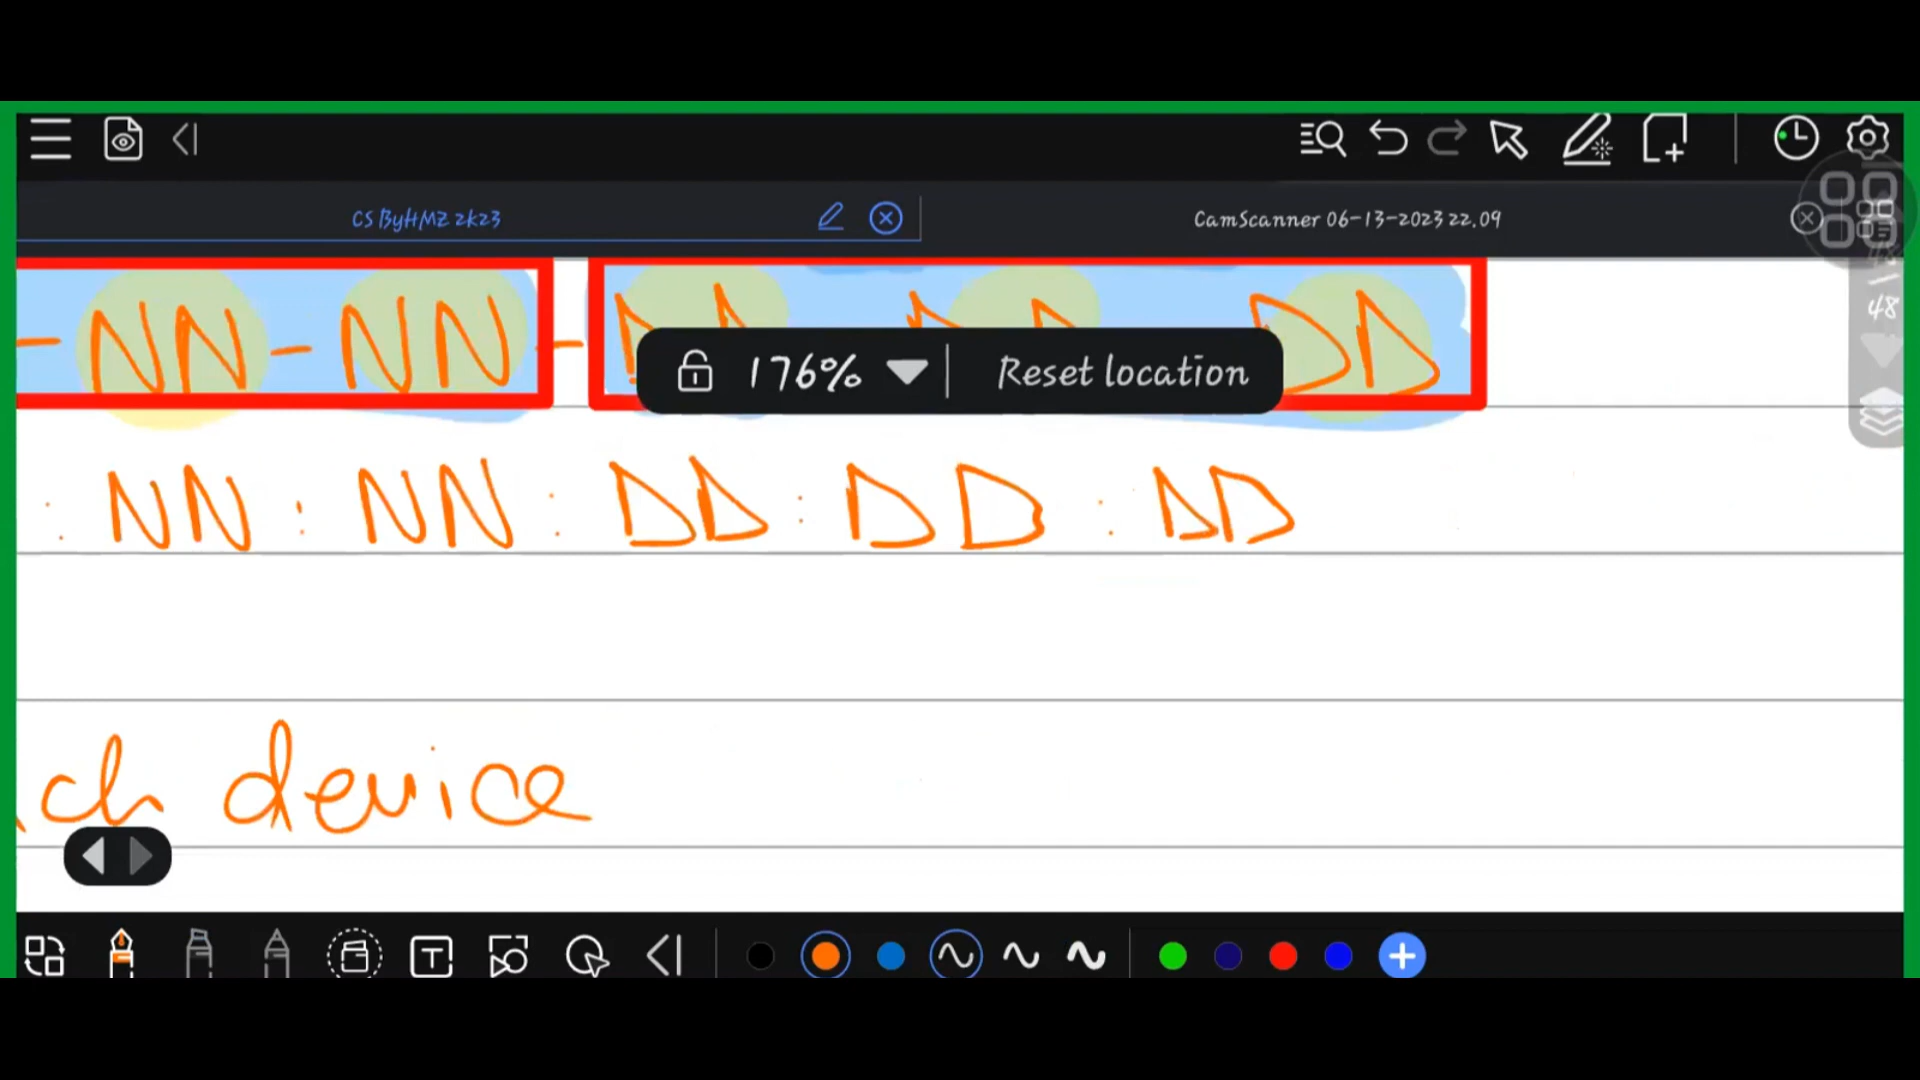 CS ByHMZ 2k23
CamScanner 06-13-2023 22.09
48
- NN - NN - DD
176%
Reset location
: NN : NN : DD : DD : DD
ch device
T